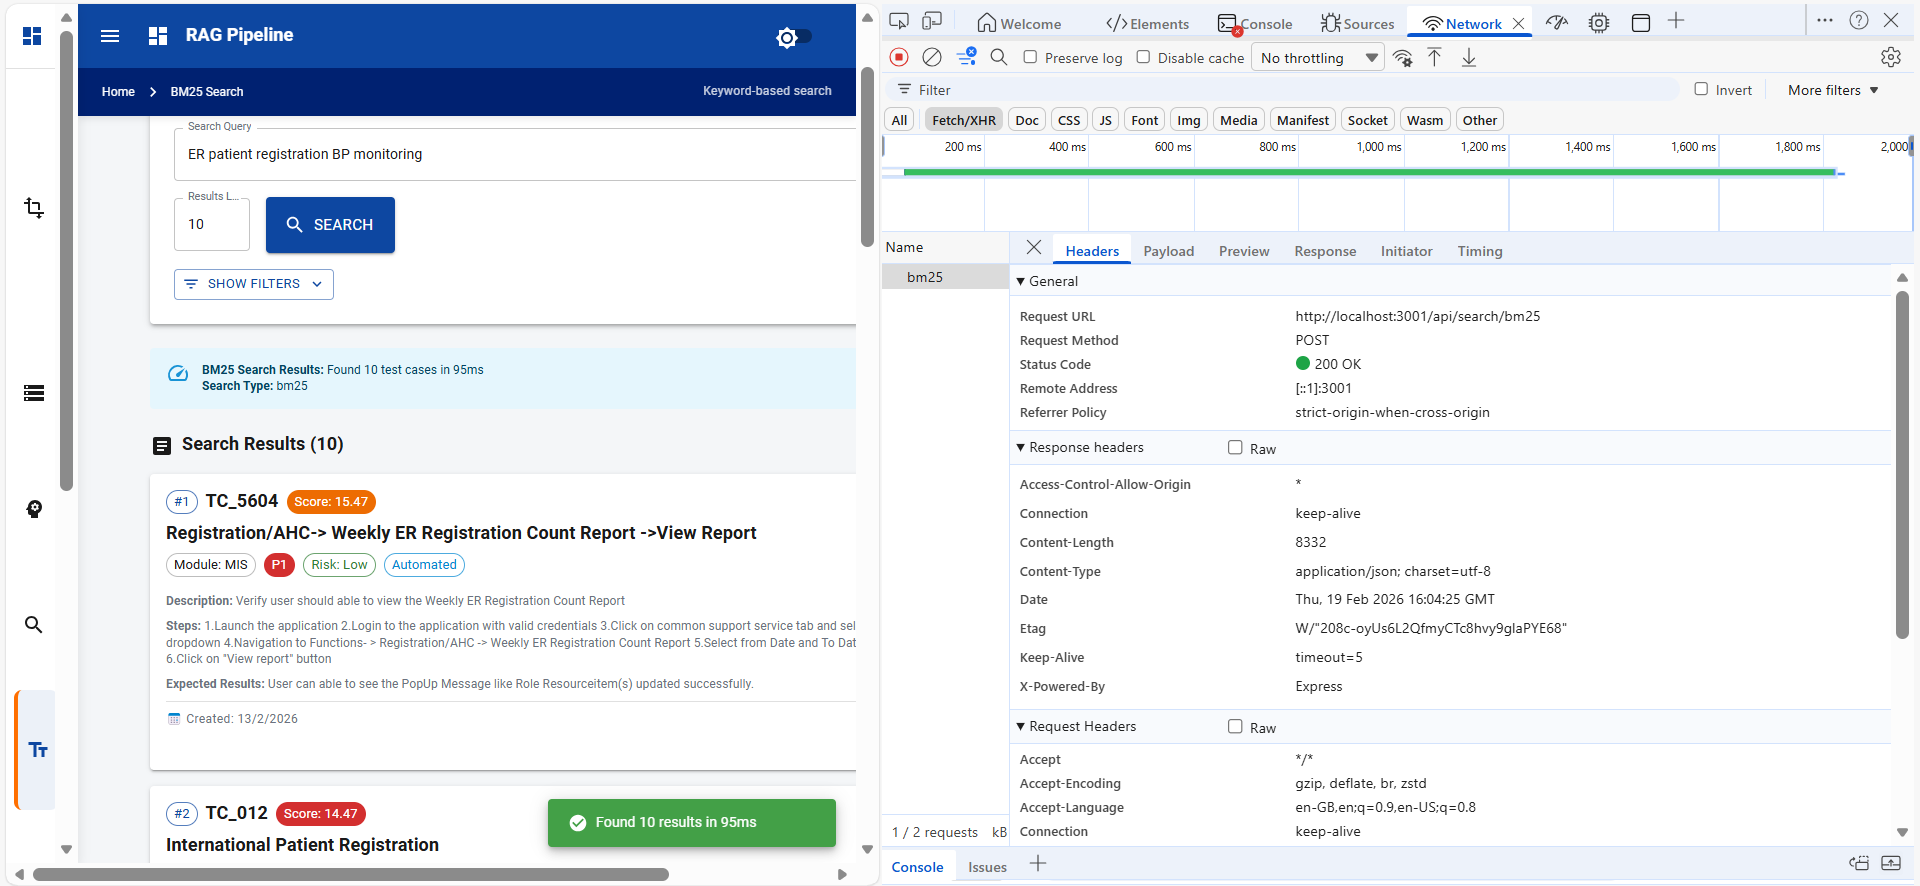 RAG Pipeline
Home > BM25 Search
Keyword-based search
Search Query
ER patient registration BP monitoring
Results L...
10
SEARCH
SHOW FILTERS
BM25 Search Results: Found 10 test cases in 95ms
Search Type: bm25
Search Results (10)
#1 TC_5604 Score: 15.47
Registration/AHC-> Weekly ER Registration Count Report ->View Report
Module: MIS P1 Risk: Low Automated
Description: Verify user should able to view the Weekly ER Registration Count Report
Steps: 1.Launch the application 2.Login to the application with valid credentials 3.Click on common support service tab and sel
dropdown 4.Navigation to Functions- > Registration/AHC -> Weekly ER Registration Count Report 5.Select from Date and To Dat
6.Click on "View report" button
Expected Results: User can able to see the PopUp Message like Role Resourceitem(s) updated successfully.
Created: 13/2/2026
#2 TC_012 Score: 14.47
International Patient Registration
Found 10 results in 95ms
Welcome Elements Console Sources Network
Preserve log Disable cache No throttling
Filter Invert More filters
All Fetch/XHR Doc CSS JS Font Img Media Manifest Socket Wasm Other
200 ms 400 ms 600 ms 800 ms 1,000 ms 1,200 ms 1,400 ms 1,600 ms 1,800 ms 2,000
Name
bm25
Headers Payload Preview Response Initiator Timing
General
Request URL http://localhost:3001/api/search/bm25
Request Method POST
Status Code 200 OK
Remote Address [::1]:3001
Referrer Policy strict-origin-when-cross-origin
Response headers Raw
Access-Control-Allow-Origin *
Connection keep-alive
Content-Length 8332
Content-Type application/json; charset=utf-8
Date Thu, 19 Feb 2026 16:04:25 GMT
Etag W/"208c-oyUs6L2QfmyCTc8hvy9glaPYE68"
Keep-Alive timeout=5
X-Powered-By Express
Request Headers Raw
Accept */*
Accept-Encoding gzip, deflate, br, zstd
Accept-Language en-GB,en;q=0.9,en-US;q=0.8
Connection keep-alive
1 / 2 requests kB
Console Issues